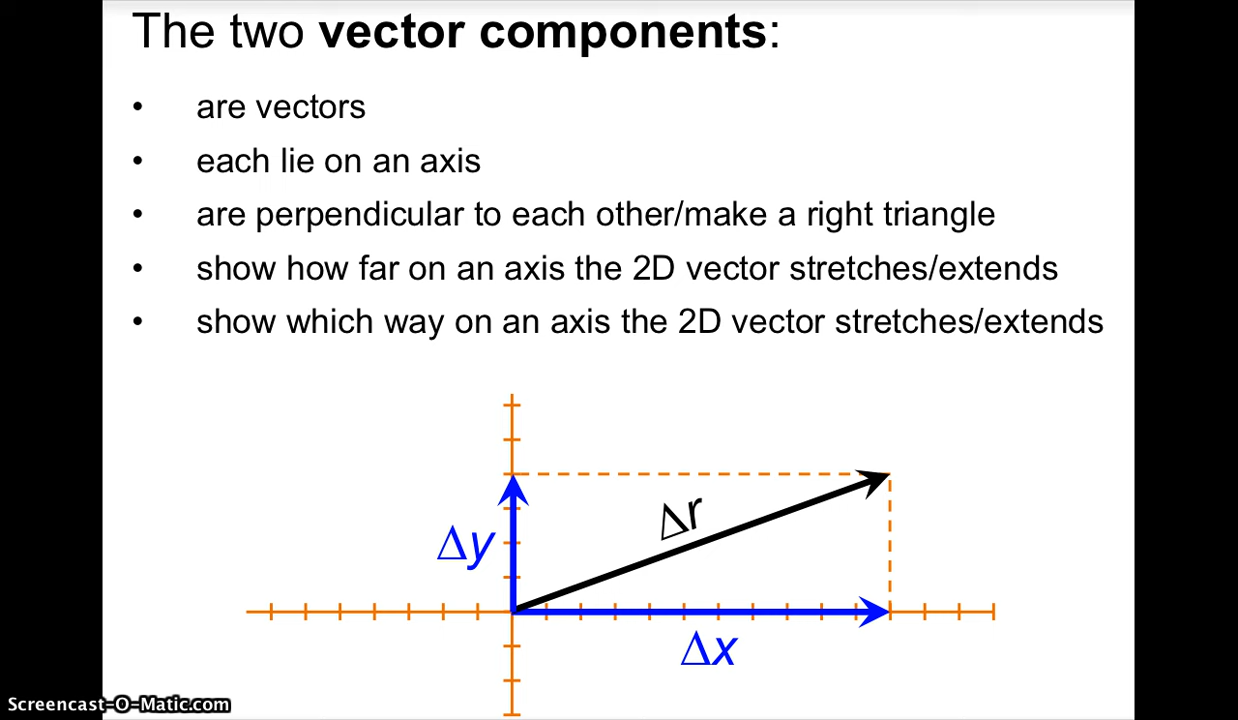 The two vector components:
• are vectors
• each lie on an axis
• are perpendicular to each other/make a right triangle
• show how far on an axis the 2D vector stretches/extends
• show which way on an axis the 2D vector stretches/extends
Δr
Δy
Δx
Screencast-O-Matic.com